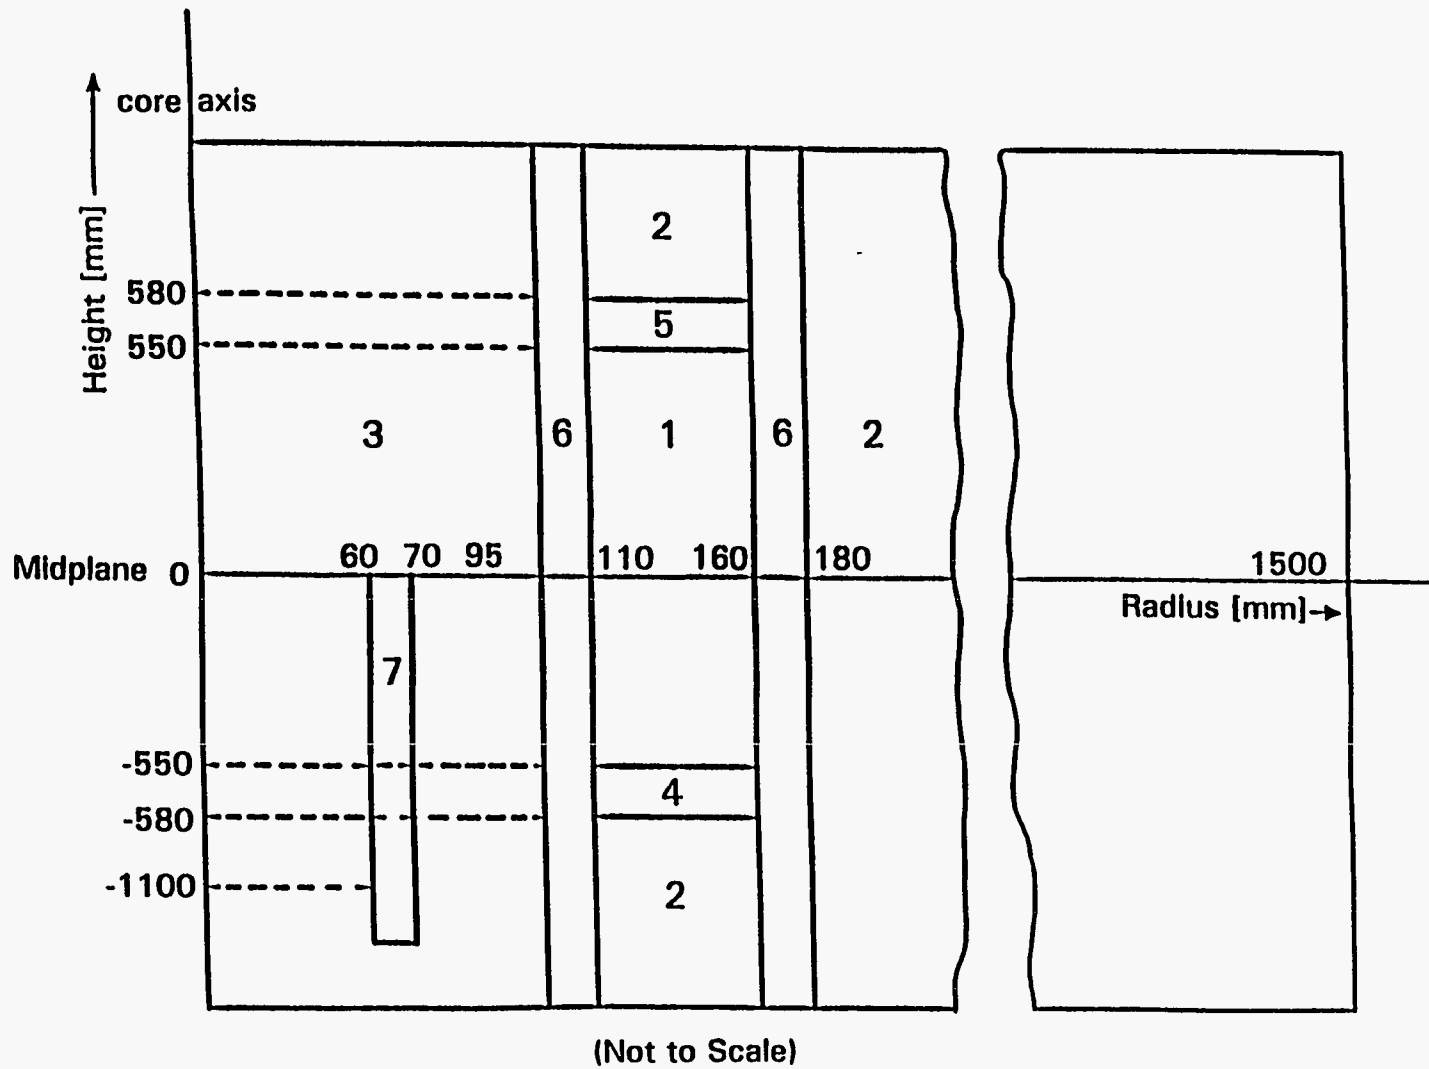 core axis
Height [mm]
2
580
5
550
3 6 1 6 2
60 70 95 110 160 180 1500
Midplane 0
Radius [mm]
7
-550
4
-580
-1100
2
(Not to Scale)